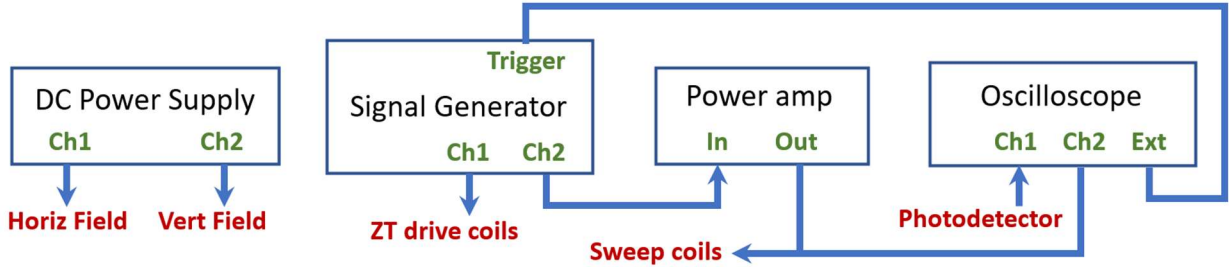 Trigger
DC Power Supply
Ch1 Ch2
Signal Generator
Ch1 Ch2
Power amp
In Out
Oscilloscope
Ch1 Ch2 Ext
Horiz Field Vert Field
ZT drive coils
Sweep coils
Photodetector